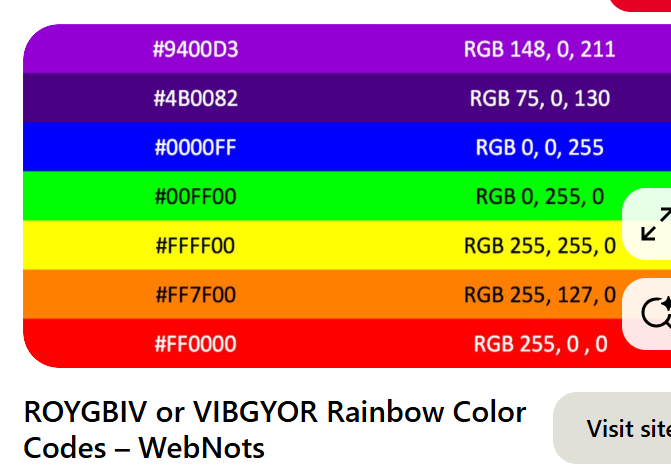 #9400D3 RGB 148, 0, 211
#4B0082 RGB 75, 0, 130
#0000FF RGB 0, 0, 255
#00FF00 RGB 0, 255, 0
#FFFF00 RGB 255, 255, 0
#FF7F00 RGB 255, 127, 0
#FF0000 RGB 255, 0 , 0
ROYGBIV or VIBGYOR Rainbow Color
Codes – WebNots
Visit site